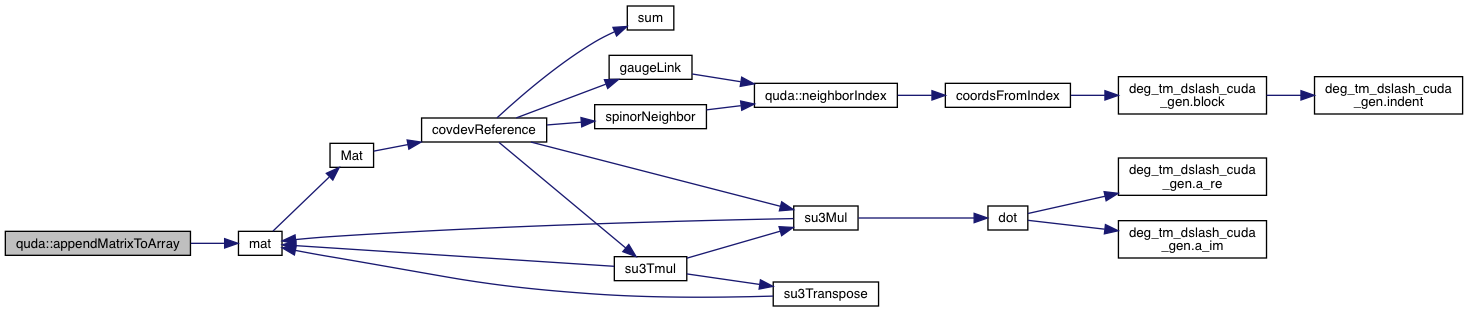 sum
gaugeLink
quda::neighborIndex
coordsFromIndex
deg_tm_dslash_cuda
_gen.block
deg_tm_dslash_cuda
_gen.indent
spinorNeighbor
covdevReference
Mat
deg_tm_dslash_cuda
_gen.a_re
su3Mul
dot
quda::appendMatrixToArray
mat
deg_tm_dslash_cuda
_gen.a_im
su3Tmul
su3Transpose